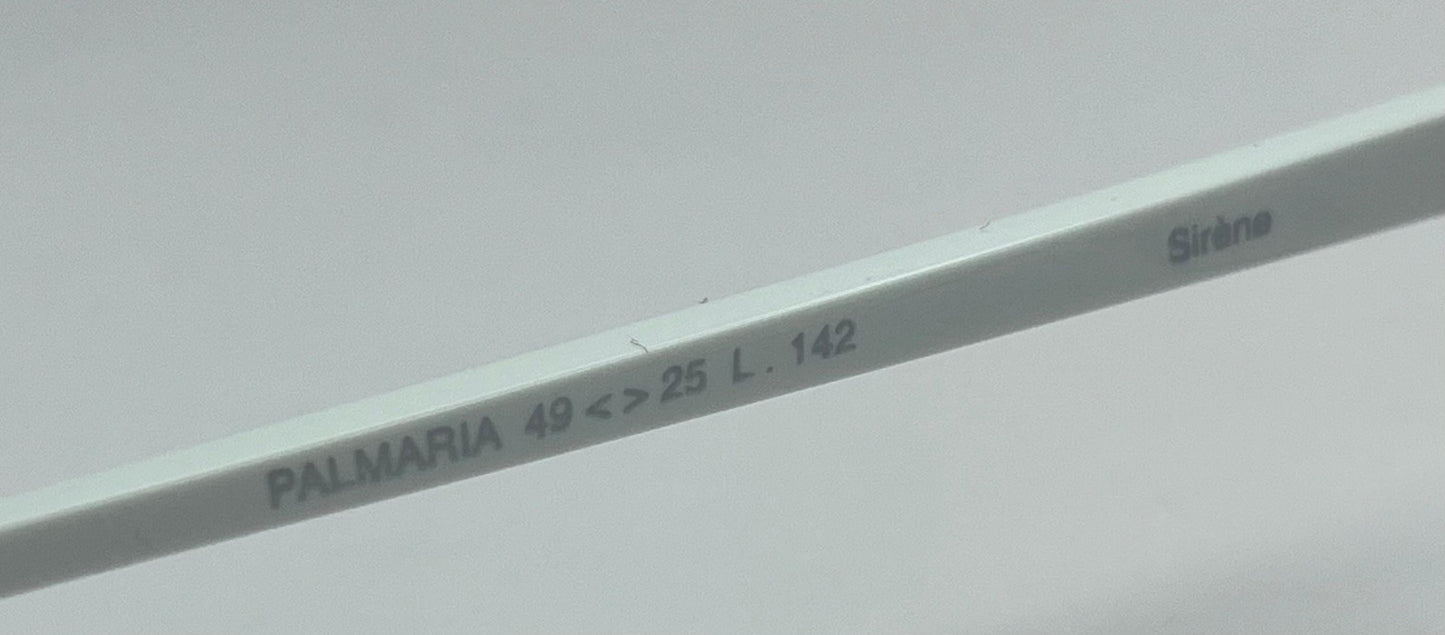 PALMARIA 49<>25 L. 142 Sirène